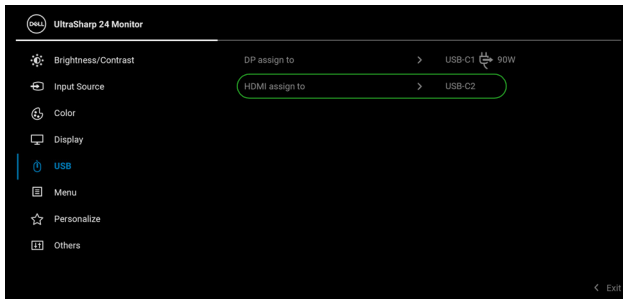 DELL UltraSharp 24 Monitor
Brightness/Contrast
DP assign to > USB-C1 90W
Input Source
HDMI assign to > USB-C2
Color
Display
USB
Menu
Personalize
Others
< Exit